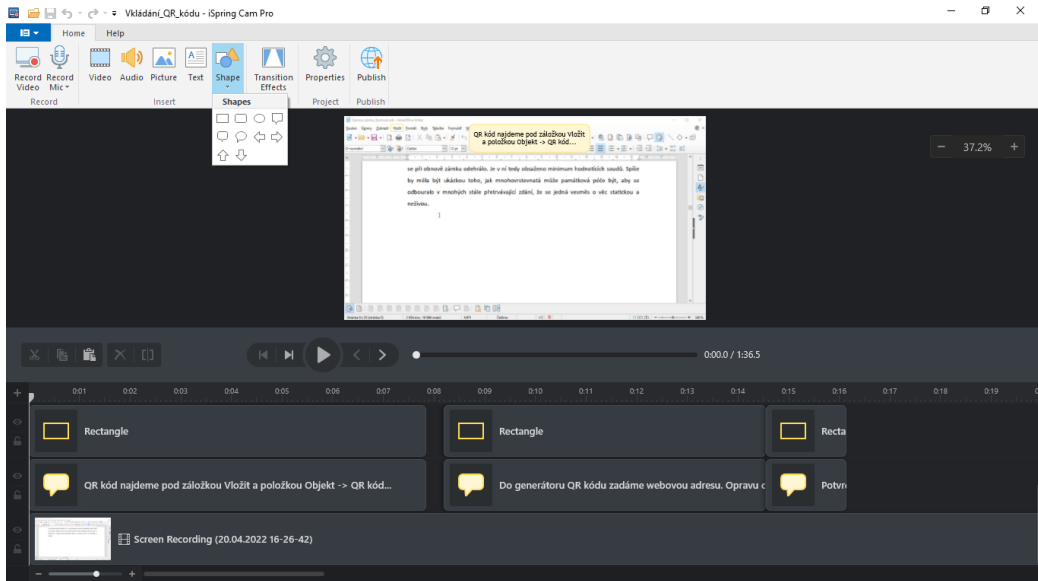 Vkládání_QR_kódu - iSpring Cam Pro
Home Help
Record Video
Record Mic
Video Audio Picture Text Shape
Transition Effects
Properties Publish
Record Insert Project Publish
Shapes
QR kód najdeme pod záložkou Vložit
a položkou Objekt -> QR kód...
se při obnově zámku odehrálo. Je v ní tedy obsaženo minimum hodnotících soudů. Spíše
by měla být ukázkou toho, jak mnohovrstevnatá může památková péče být, aby se
odbouralo v mnohých stále přetrvávající zdání, že se jedná vesměs o věc statickou a
neživou.
37.2%
0:00.0 / 1:36.5
0:01 0:02 0:03 0:04 0:05 0:06 0:07 0:08 0:09 0:10 0:11 0:12 0:13 0:14 0:15 0:16 0:17 0:18 0:19
Rectangle Rectangle Recta
QR kód najdeme pod záložkou Vložit a položkou Objekt -> QR kód... Do generátoru QR kódu zadáme webovou adresu. Opravu Potvr
Screen Recording (20.04.2022 16-26-42)